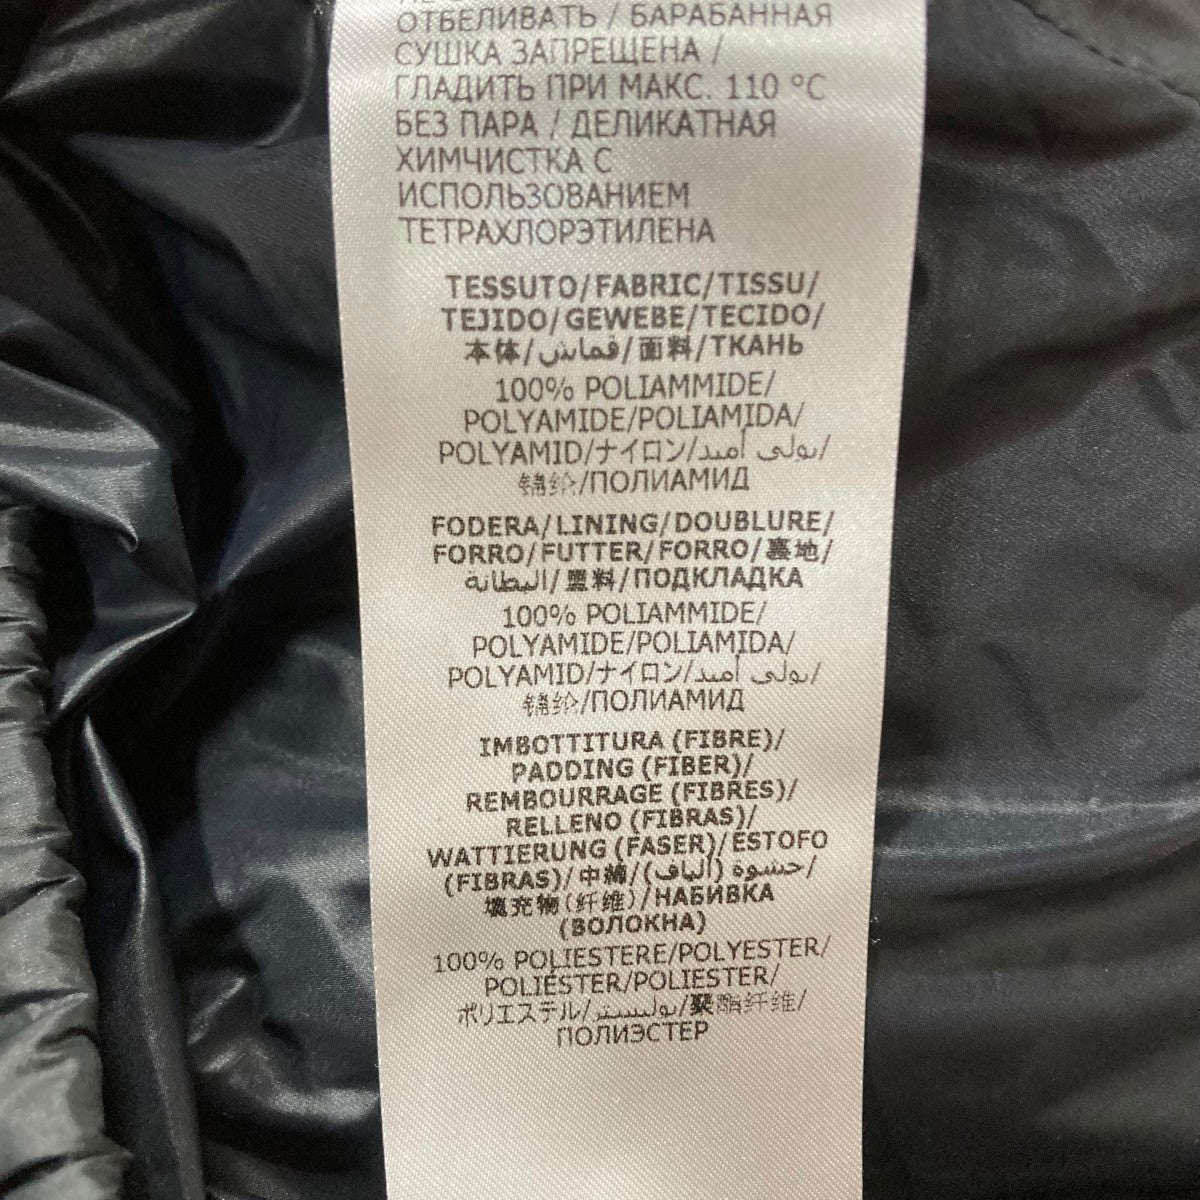 ОТБЕЛИВАТЬ / БАРАБАННАЯ
СУШКА ЗАПРЕЩЕНА /
ГЛАДИТЬ ПРИ МАКС. 110 °C
БЕЗ ПАРА / ДЕЛИКАТНАЯ
ХИМЧИСТКА С
ИСПОЛЬЗОВАНИЕМ
ТЕТРАХЛОРЭТИЛЕНА
TESSUTO/FABRIC/TISSU/
TEJIDO/GEWEBE/TECIDO/
本体/قماش/面料/ТКАНЬ
100% POLIAMMIDE/
POLYAMIDE/POLIAMIDA/
POLYAMID/ナイロン/بولي أميد/
锦纶/ПОЛИАМИД
FODERA/LINING/DOUBLURE/
FORRO/FUTTER/FORRO/裏地/
البطانة/里料/ПОДКЛАДКА
100% POLIAMMIDE/
POLYAMIDE/POLIAMIDA/
POLYAMID/ナイロン/بولي أميد/
锦纶/ПОЛИАМИД
IMBOTTITURA (FIBRE)/
PADDING (FIBER)/
REMBOURRAGE (FIBRES)/
RELLENO (FIBRAS)/
WATTIERUNG (FASER)/ESTOFO
(FIBRAS)/中綿/حشوة (ألياف)/
填充物(纤维)/НАБИВКА
(ВОЛОКНА)
100% POLIESTERE/POLYESTER/
POLIÉSTER/POLIESTER/
ポリエステル/بوليستر/聚酯纤维/
ПОЛИЭСТЕР